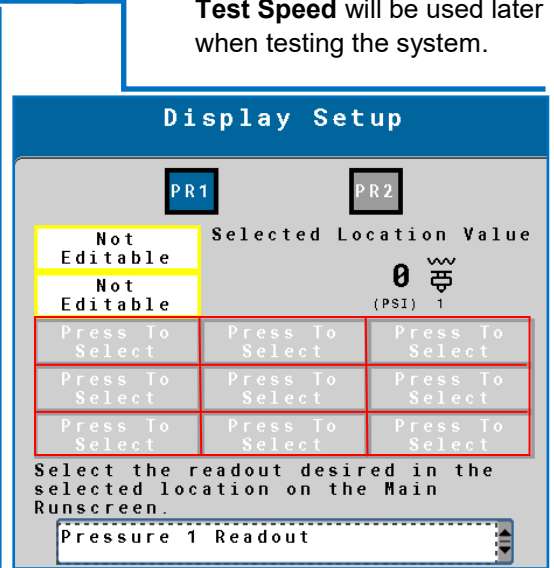 Test Speed will be used later
when testing the system.
Display Setup
PR1 PR2
Not
Editable
Selected Location Value
Not
Editable
0
(PSI) 1
Press To
Select
Press To
Select
Press To
Select
Press To
Select
Press To
Select
Press To
Select
Press To
Select
Press To
Select
Press To
Select
Select the readout desired in the
selected location on the Main
Runscreen.
Pressure 1 Readout